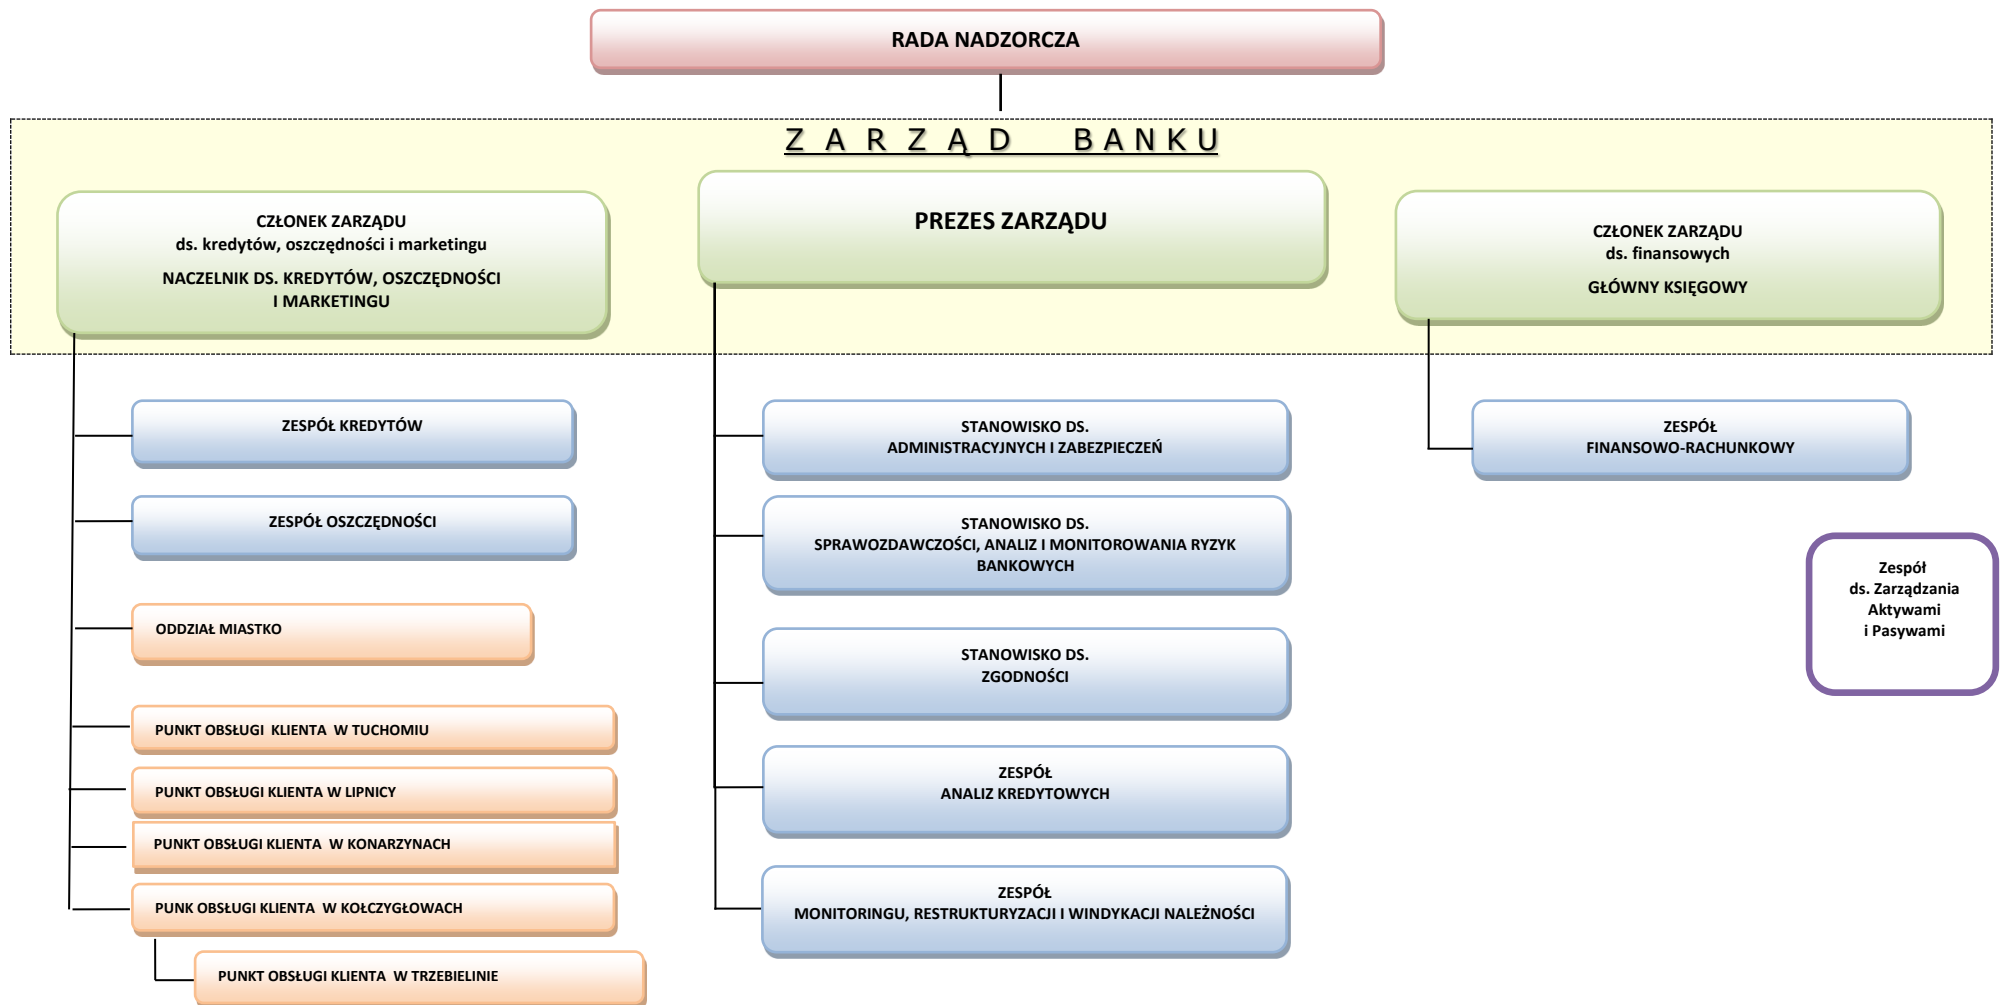 RADA NADZORCZA
Z A R Z Ą D B A N K U
CZŁONEK ZARZĄDU
ds. kredytów, oszczędności i marketingu
NACZELNIK DS. KREDYTÓW, OSZCZĘDNOŚCI
I MARKETINGU
PREZES ZARZĄDU
CZŁONEK ZARZĄDU
ds. finansowych
GŁÓWNY KSIĘGOWY
ZESPÓŁ KREDYTÓW
ZESPÓŁ OSZCZĘDNOŚCI
ODDZIAŁ MIASTKO
PUNKT OBSŁUGI KLIENTA W TUCHOMIU
PUNKT OBSŁUGI KLIENTA W LIPNICY
PUNKT OBSŁUGI KLIENTA W KONARZYNACH
PUNK OBSŁUGI KLIENTA W KOŁCZYGŁOWACH
PUNKT OBSŁUGI KLIENTA W TRZEBIELINIE
STANOWISKO DS.
ADMINISTRACYJNYCH I ZABEZPIECZEŃ
STANOWISKO DS.
SPRAWOZDAWCZOŚCI, ANALIZ I MONITOROWANIA RYZYK
BANKOWYCH
STANOWISKO DS.
ZGODNOŚCI
ZESPÓŁ
ANALIZ KREDYTOWYCH
ZESPÓŁ
MONITORINGU, RESTRUKTURYZACJI I WINDYKACJI NALEŻNOŚCI
ZESPÓŁ
FINANSOWO-RACHUNKOWY
Zespół
ds. Zarządzania
Aktywami
i Pasywami